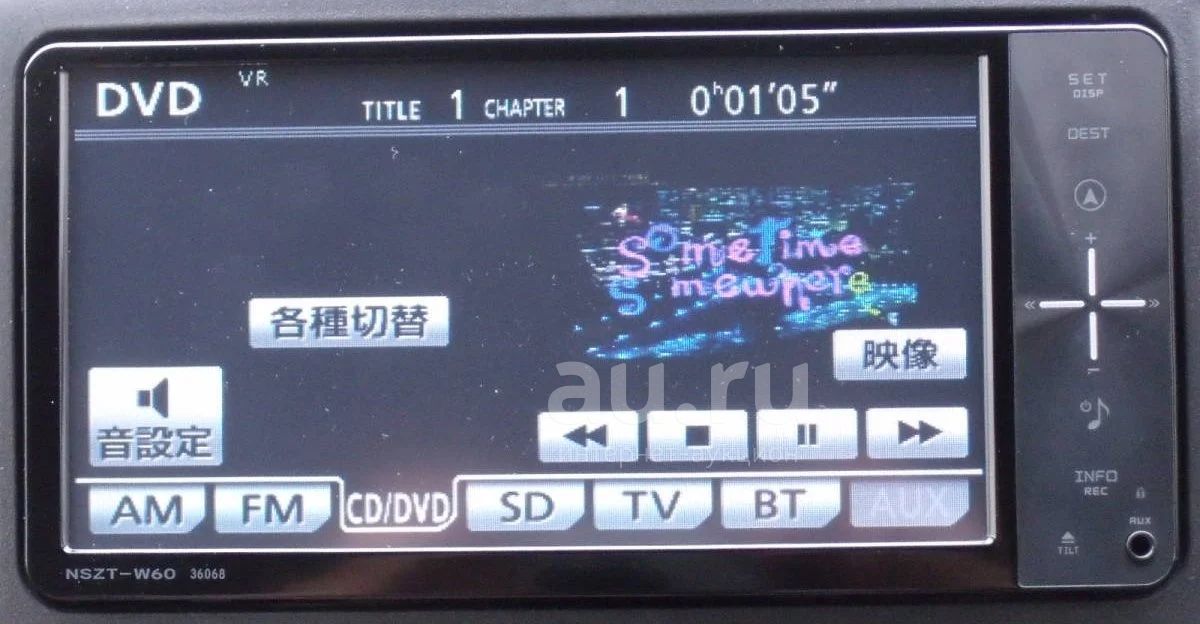 DVD VR TITLE 1 CHAPTER 1 0h01'05”
SomeTime
Somewhere
各種切替
映像
音設定
AM FM CD/DVD SD TV BT AUX
NSZT-W60 36068
SET
DISP
DEST
+
−
INFO
REC
AUX
TILT
au.ru
интернет-аукцион